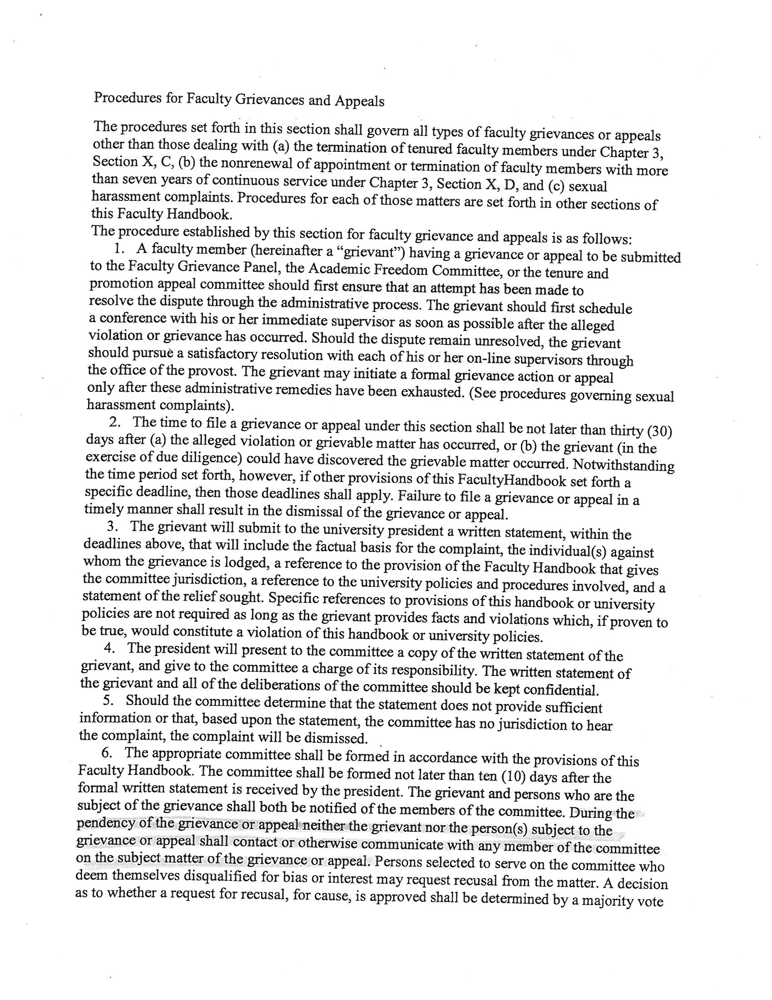 Procedures for Faculty Grievances and Appeals
The procedures set forth in this section shall govern all types of faculty grievances or appeals
other than those dealing with (a) the termination of tenured faculty members under Chapter 3,
Section X, C, (b) the nonrenewal of appointment or termination of faculty members with more
than seven years of continuous service under Chapter 3, Section X, D, and (c) sexual
harassment complaints. Procedures for each of those matters are set forth in other sections of
this Faculty Handbook.
The procedure established by this section for faculty grievance and appeals is as follows:
1. A faculty member (hereinafter a “grievant”) having a grievance or appeal to be submitted
to the Faculty Grievance Panel, the Academic Freedom Committee, or the tenure and
promotion appeal committee should first ensure that an attempt has been made to
resolve the dispute through the administrative process. The grievant should first schedule
a conference with his or her immediate supervisor as soon as possible after the alleged
violation or grievance has occurred. Should the dispute remain unresolved, the grievant
should pursue a satisfactory resolution with each of his or her on-line supervisors through
the office of the provost. The grievant may initiate a formal grievance action or appeal
only after these administrative remedies have been exhausted. (See procedures governing sexual
harassment complaints).
2. The time to file a grievance or appeal under this section shall be not later than thirty (30)
days after (a) the alleged violation or grievable matter has occurred, or (b) the grievant (in the
exercise of due diligence) could have discovered the grievable matter occurred. Notwithstanding
the time period set forth, however, if other provisions of this FacultyHandbook set forth a
specific deadline, then those deadlines shall apply. Failure to file a grievance or appeal in a
timely manner shall result in the dismissal of the grievance or appeal.
3. The grievant will submit to the university president a written statement, within the
deadlines above, that will include the factual basis for the complaint, the individual(s) against
whom the grievance is lodged, a reference to the provision of the Faculty Handbook that gives
the committee jurisdiction, a reference to the university policies and procedures involved, and a
statement of the relief sought. Specific references to provisions of this handbook or university
policies are not required as long as the grievant provides facts and violations which, if proven to
be true, would constitute a violation of this handbook or university policies.
4. The president will present to the committee a copy of the written statement of the
grievant, and give to the committee a charge of its responsibility. The written statement of
the grievant and all of the deliberations of the committee should be kept confidential.
5. Should the committee determine that the statement does not provide sufficient
information or that, based upon the statement, the committee has no jurisdiction to hear
the complaint, the complaint will be dismissed.
6. The appropriate committee shall be formed in accordance with the provisions of this
Faculty Handbook. The committee shall be formed not later than ten (10) days after the
formal written statement is received by the president. The grievant and persons who are the
subject of the grievance shall both be notified of the members of the committee. During the
pendency of the grievance or appeal neither the grievant nor the person(s) subject to the
grievance or appeal shall contact or otherwise communicate with any member of the committee
on the subject matter of the grievance or appeal. Persons selected to serve on the committee who
deem themselves disqualified for bias or interest may request recusal from the matter. A decision
as to whether a request for recusal, for cause, is approved shall be determined by a majority vote